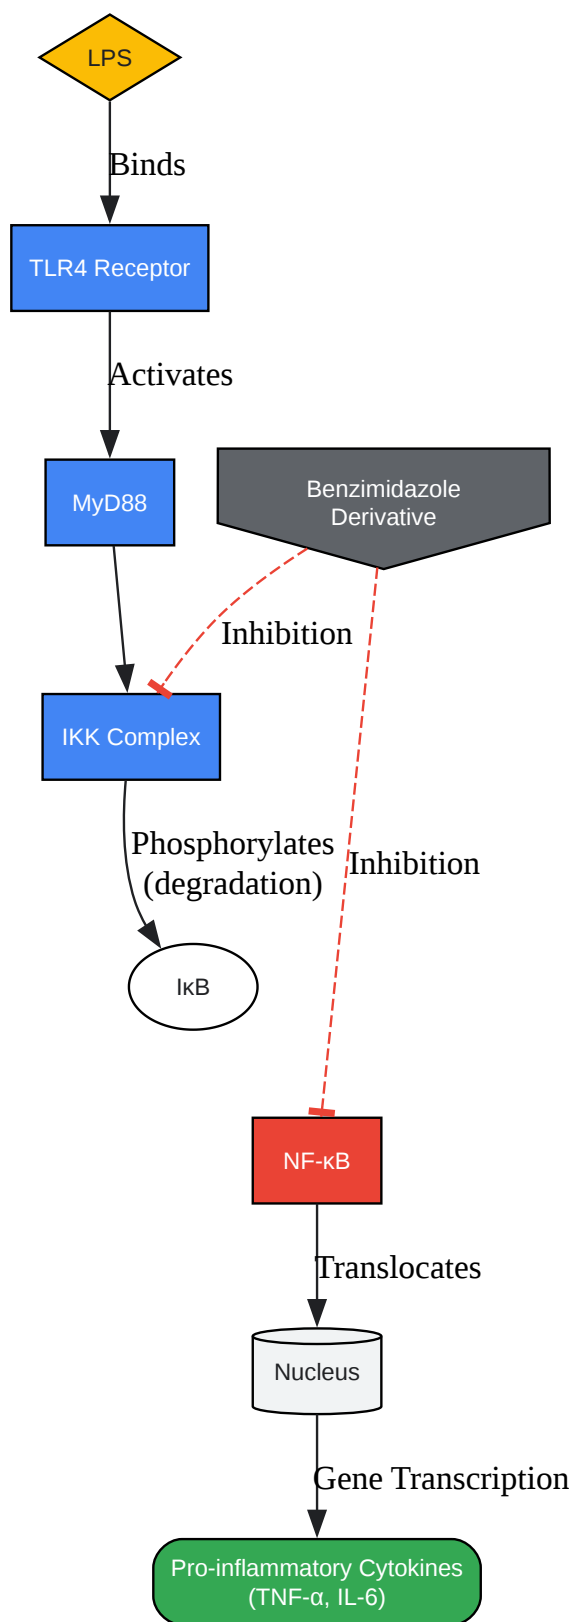 LPS
Binds
TLR4 Receptor
Activates
MyD88
Benzimidazole
Derivative
Inhibition
IKK Complex
Phosphorylates
(degradation)
Inhibition
IκB
NF-κB
Translocates
Nucleus
Gene Transcription
Pro-inflammatory Cytokines
(TNF-α, IL-6)